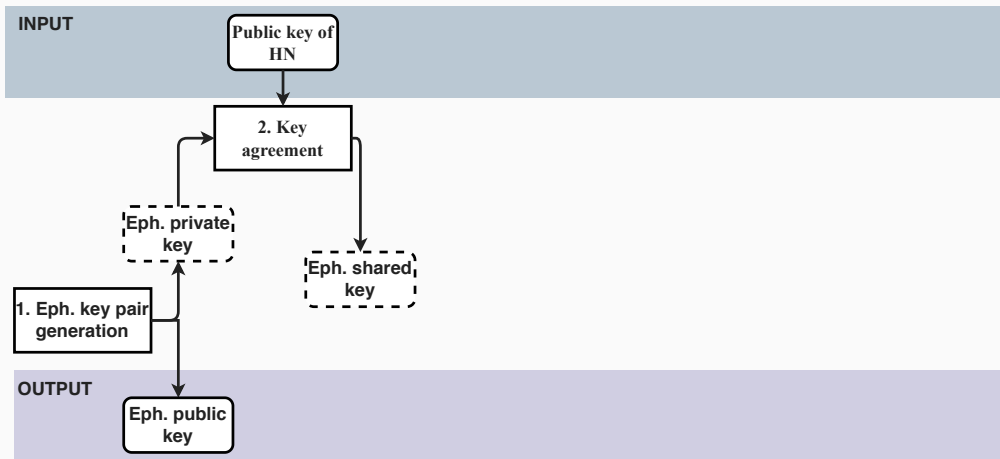 INPUT
Public key of
HN
2. Key
agreement
Eph. private
key
Eph. shared
key
1. Eph. key pair
generation
OUTPUT
Eph. public
key